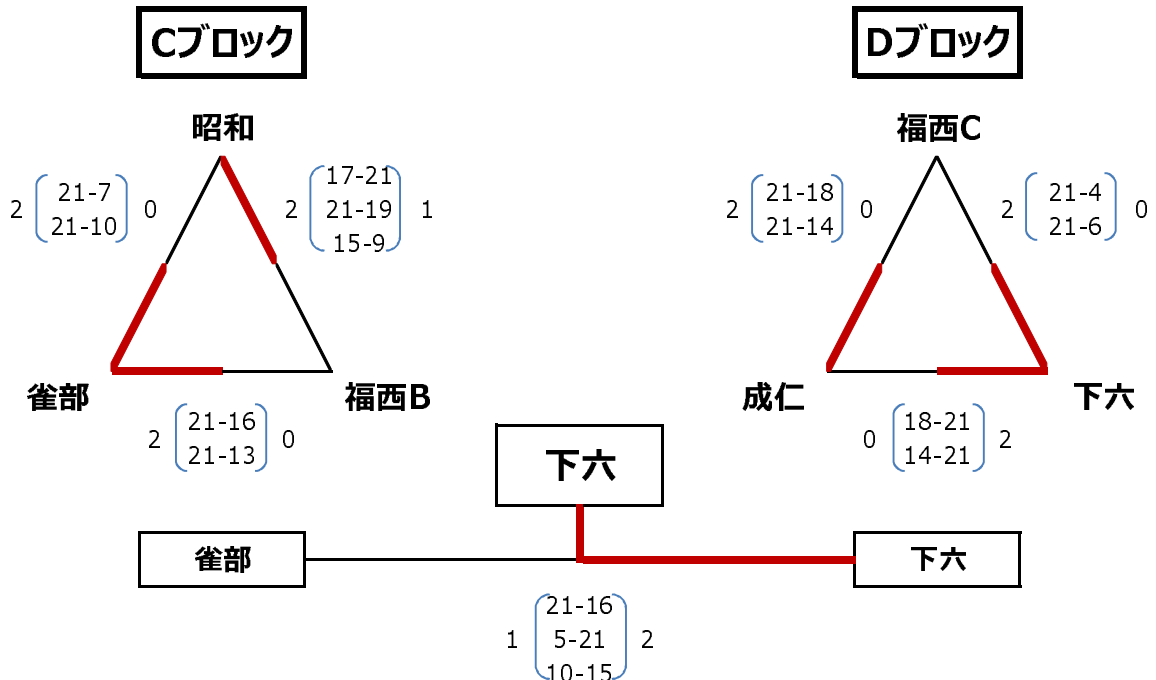 Cブロック
Dブロック
昭和
福西C
2 21-7 0
21-10
2 17-21 1
21-19
15-9
2 21-18 0
21-14
2 21-4 0
21-6
雀部
福西B
成仁
下六
2 21-16 0
21-13
0 18-21 2
14-21
下六
雀部
下六
1 21-16 2
5-21
10-15